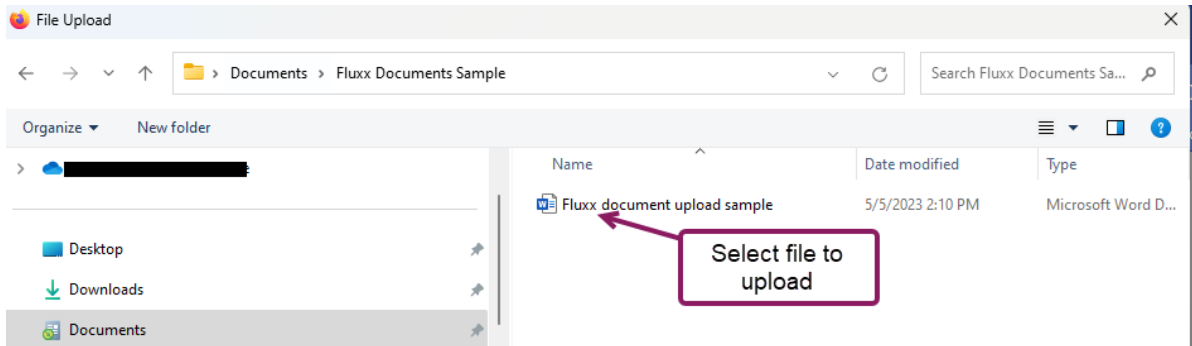 File Upload
Documents > Fluxx Documents Sample
Search Fluxx Documents Sa...
Organize
New folder
Name
Date modified
Type
Fluxx document upload sample
5/5/2023 2:10 PM
Microsoft Word D...
Select file to
upload
Desktop
Downloads
Documents